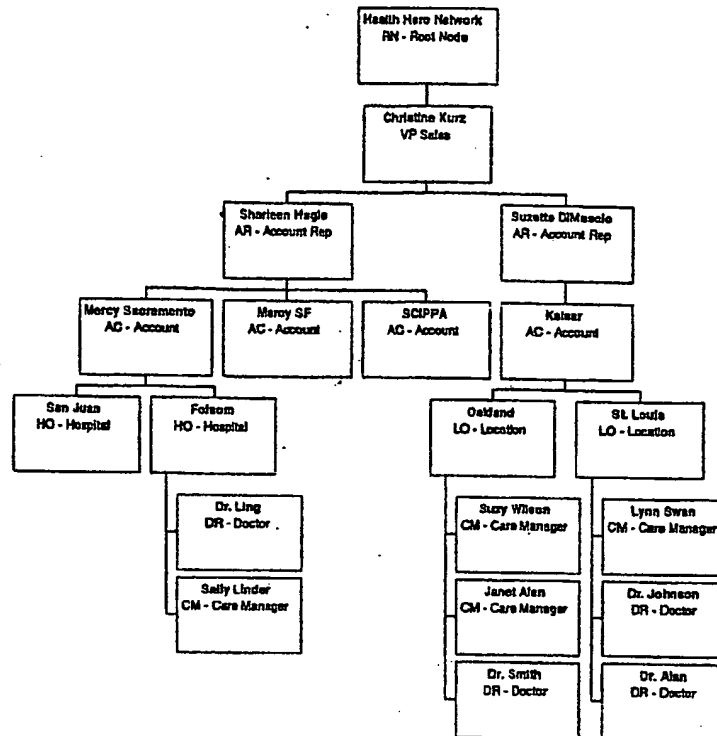 Health Hero Network
RN - Root Node
Christine Kurz
VP Sales
Sharleen Hagle
AR - Account Rep
Suzette DiMascio
AR - Account Rep
Mercy Sacramento
AC - Account
Mercy SF
AC - Account
SCIPPA
AC - Account
Kaiser
AC - Account
San Juan
HO - Hospital
Folsom
HO - Hospital
Oakland
LO - Location
St. Louis
LO - Location
Dr. Ling
DR - Doctor
Sally Linder
CM - Care Manager
Suzy Wilson
CM - Care Manager
Janet Alan
CM - Care Manager
Dr. Smith
DR - Doctor
Lynn Swan
CM - Care Manager
Dr. Johnson
DR - Doctor
Dr. Alan
DR - Doctor